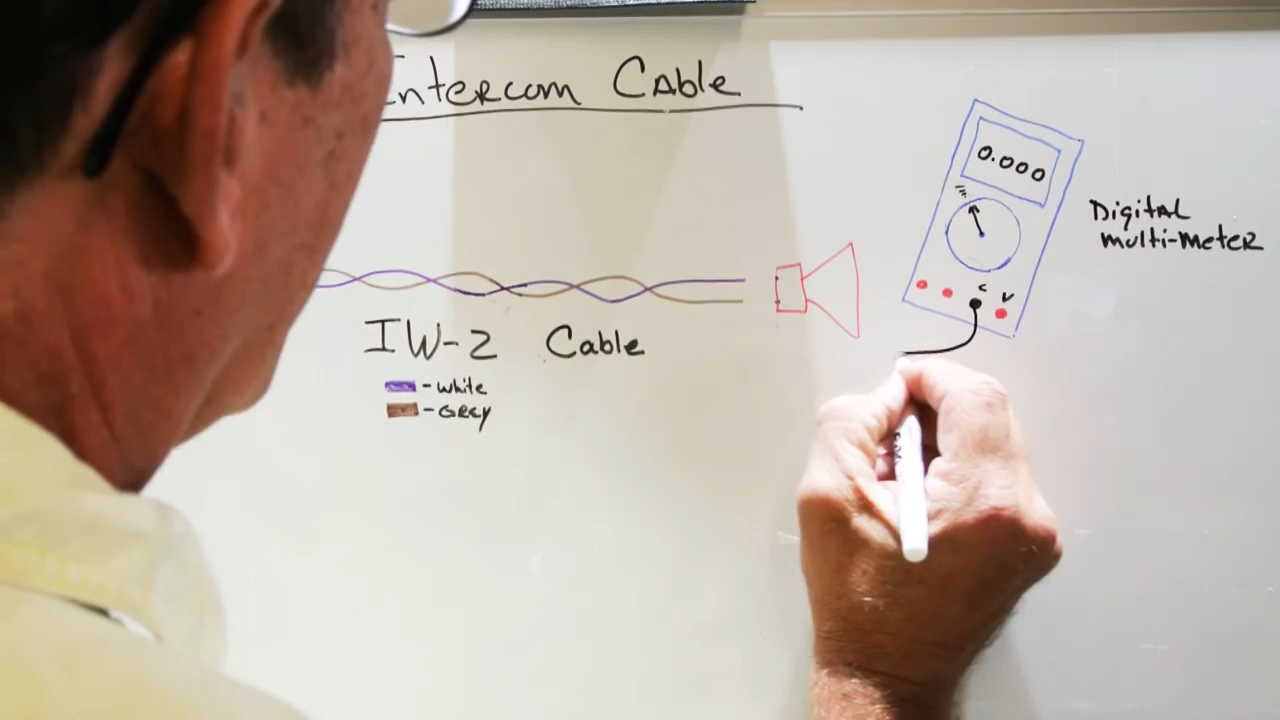 Intercom Cable
0.000
Digital
multi-meter
C
V
IW-2 Cable
- white
- Grey